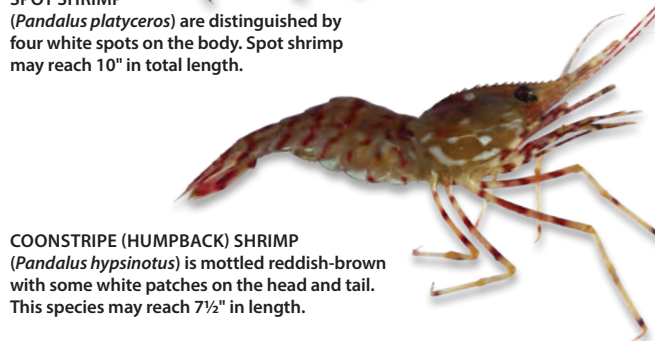 SPOT SHRIMP
(Pandalus platyceros) are distinguished by
four white spots on the body. Spot shrimp
may reach 10" in total length.
COONSTRIPE (HUMPBACK) SHRIMP
(Pandalus hypsinotus) is mottled reddish-brown
with some white patches on the head and tail.
This species may reach 7½" in length.